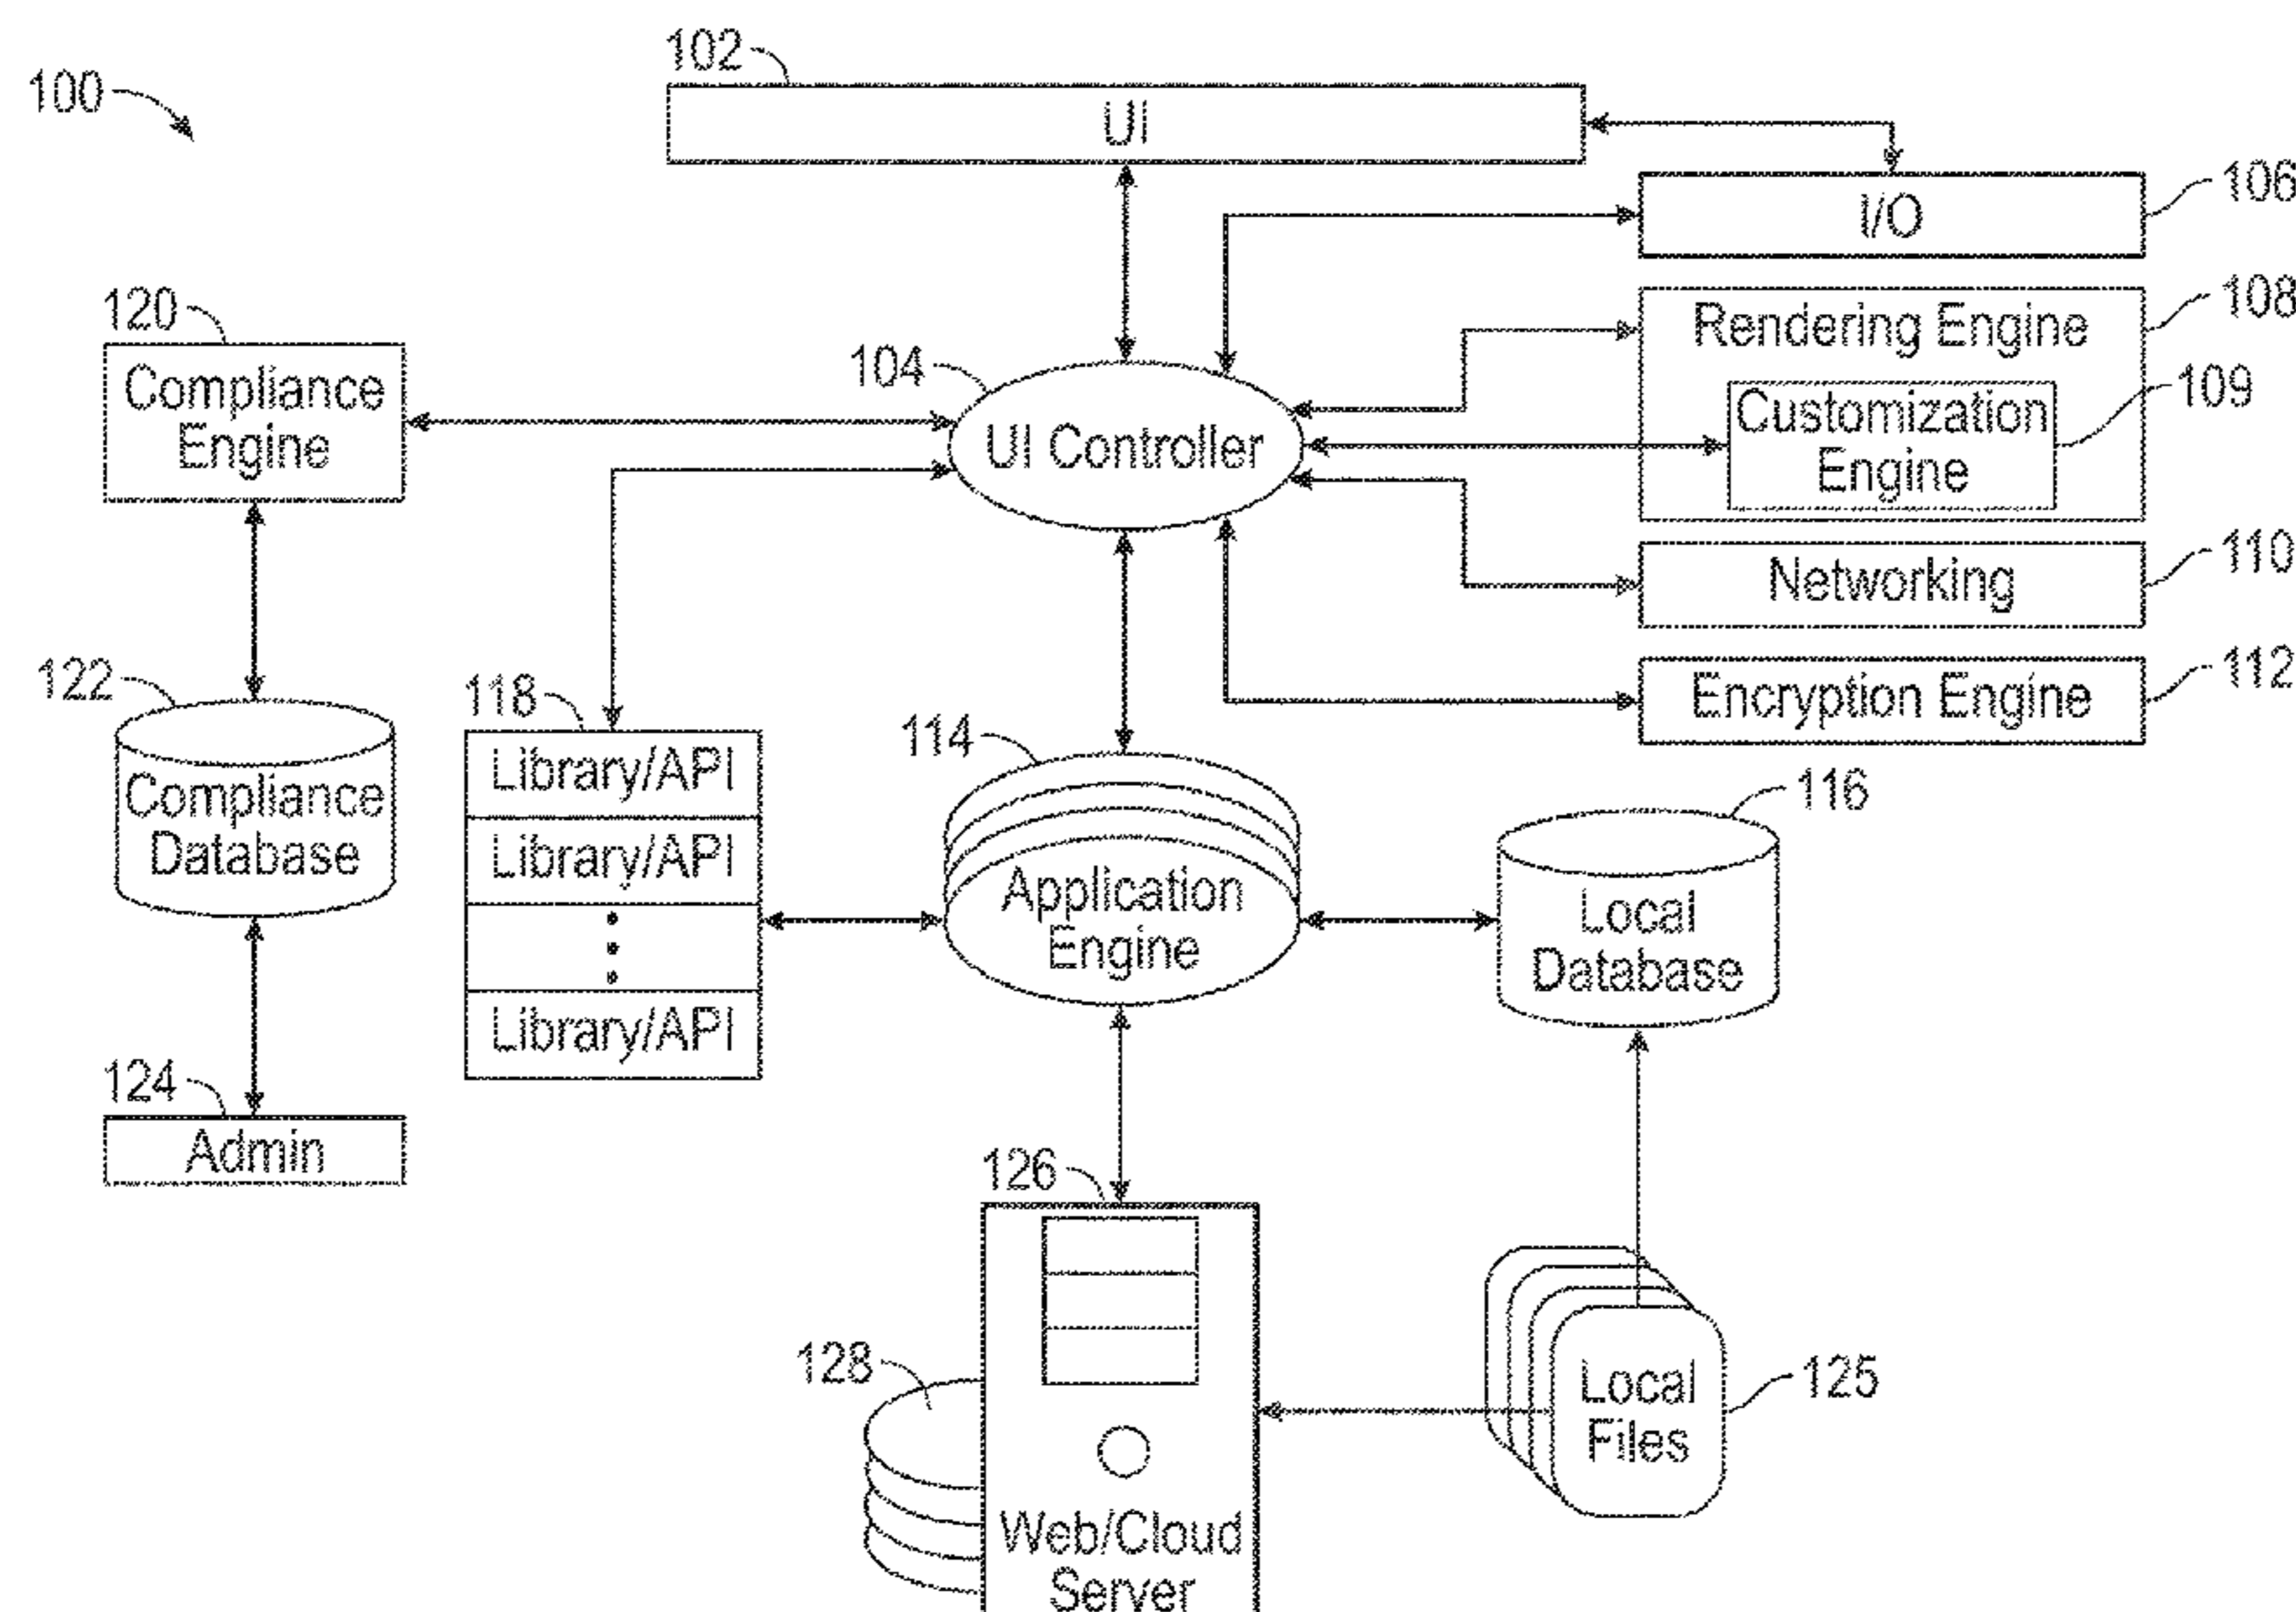 102
100
UI
106
I/O
108
Rendering Engine
109
Customization
Engine
120
Compliance
Engine
104
UI Controller
110
Networking
112
Encryption Engine
122
Compliance
Database
118
Library/API
Library/API
Library/API
114
Application
Engine
116
Local
Database
124
Admin
126
128
Web/Cloud
Server
Local
Files
125